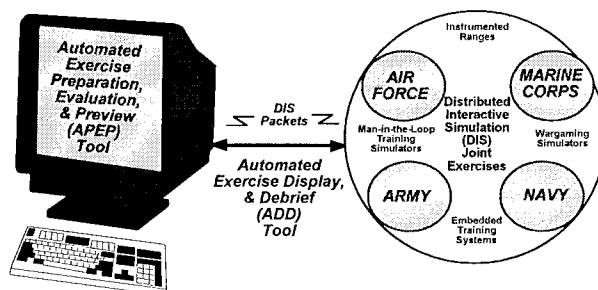 Automated
Exercise
Preparation,
Evaluation,
& Preview
(APEP)
Tool
DIS
Packets
Automated
Exercise Display,
& Debrief
(ADD)
Tool
Instrumented
Ranges
AIR
FORCE
MARINE
CORPS
Distributed
Interactive
Simulation
(DIS)
Joint
Exercises
Man-in-the-Loop
Training
Simulators
Wargaming
Simulators
ARMY
NAVY
Embedded
Training
Systems